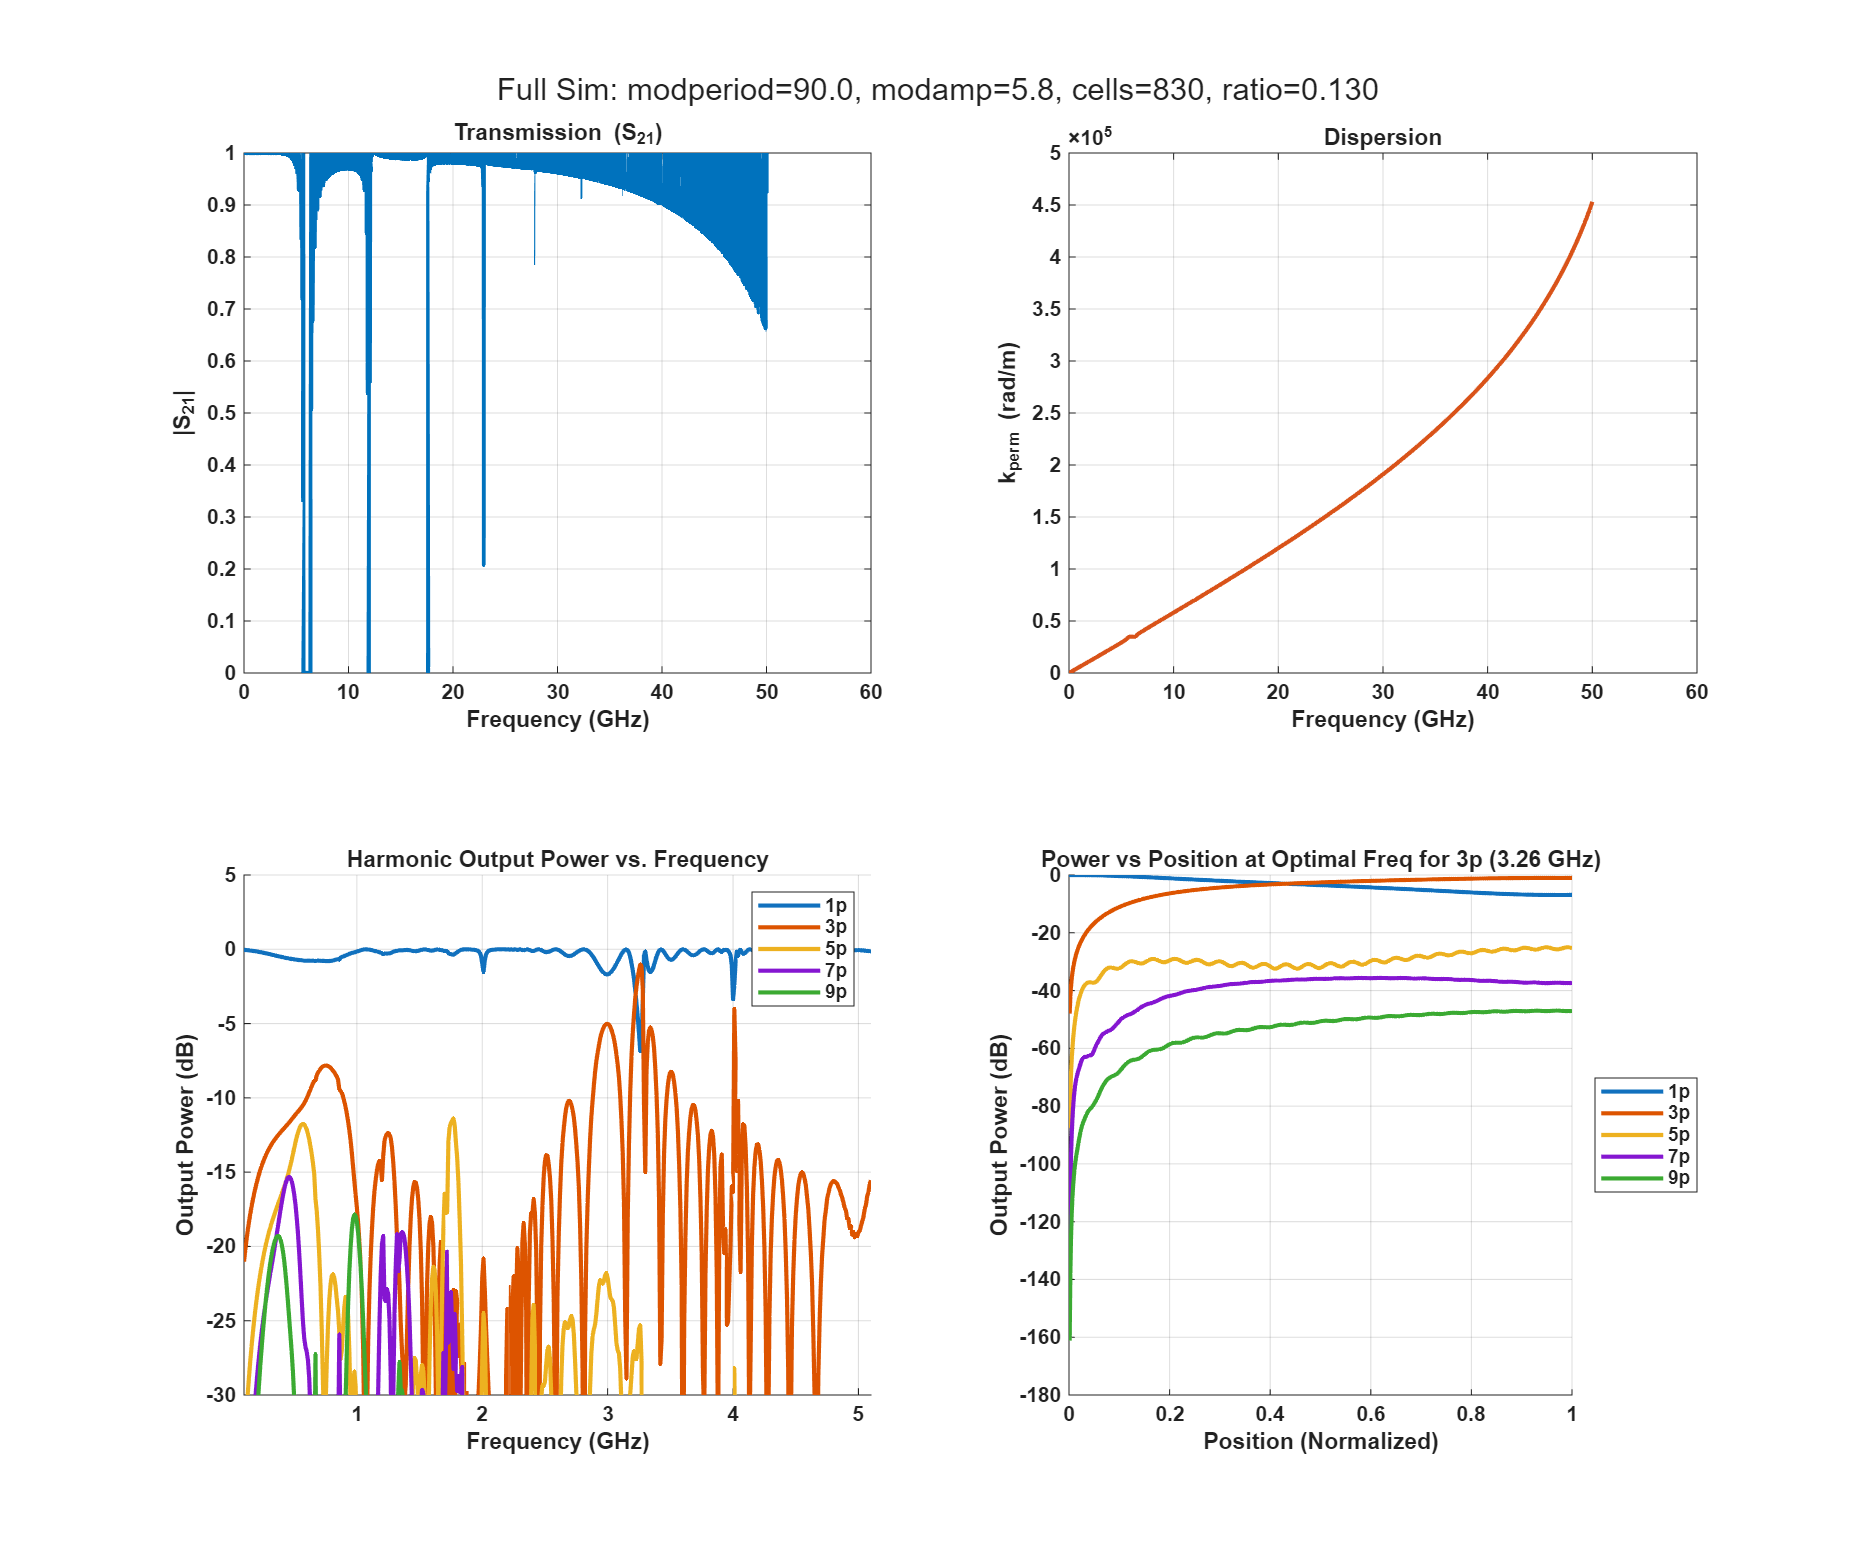 Full Sim: modperiod=90.0, modamp=5.8, cells=830, ratio=0.130
Transmission (S21)
1
0.9
0.8
0.7
0.6
0.5
0.4
0.3
0.2
0.1
0
|S21|
0 10 20 30 40 50 60
Frequency (GHz)
Dispersion
×10⁵
5
4.5
4
3.5
3
2.5
2
1.5
1
0.5
0
kperm (rad/m)
0 10 20 30 40 50 60
Frequency (GHz)
Harmonic Output Power vs. Frequency
5
0
-5
-10
-15
-20
-25
-30
Output Power (dB)
1p
3p
5p
7p
9p
1 2 3 4 5
Frequency (GHz)
Power vs Position at Optimal Freq for 3p (3.26 GHz)
0
-20
-40
-60
-80
-100
-120
-140
-160
-180
Output Power (dB)
0 0.2 0.4 0.6 0.8 1
Position (Normalized)
1p
3p
5p
7p
9p